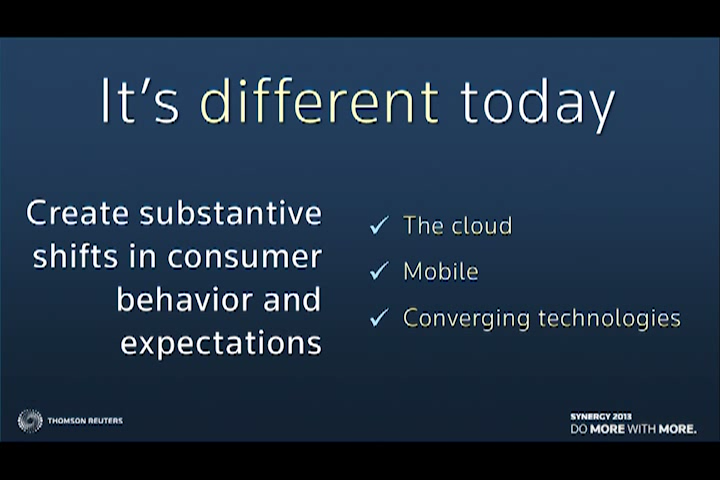 It's different today
Create substantive
shifts in consumer
behavior and
expectations
✓ The cloud
✓ Mobile
✓ Converging technologies
THOMSON REUTERS
SYNERGY 2013
DO MORE WITH MORE.